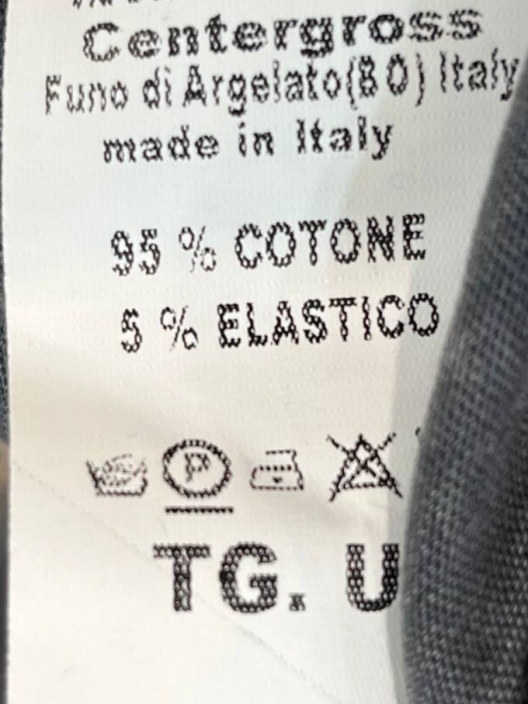 Centergross
Funo di Argelato(BO) Italy
made in Italy
95 % COTONE
5 % ELASTICO
P
TG. U